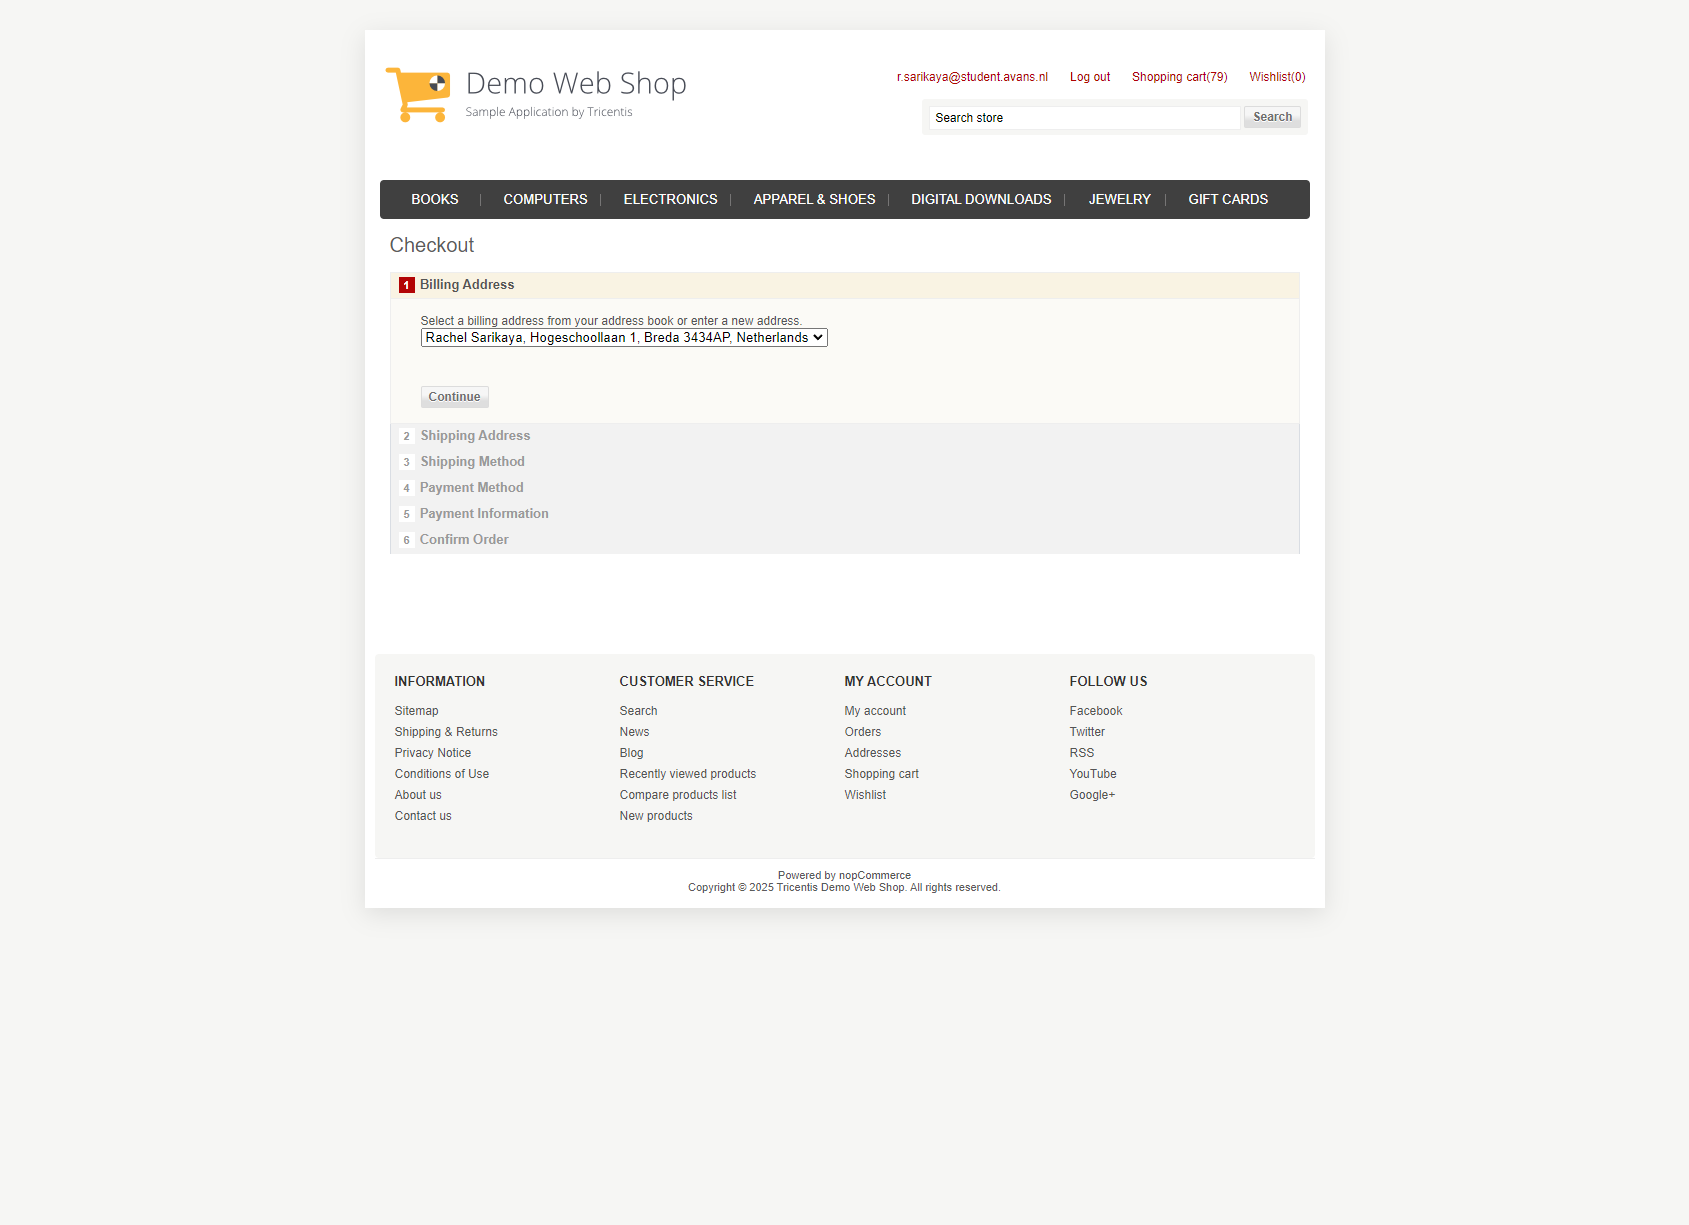 Demo Web Shop
Sample Application by Tricentis
r.sarikaya@student.avans.nl Log out Shopping cart(79) Wishlist(0)
Search store Search
BOOKS COMPUTERS ELECTRONICS APPAREL & SHOES DIGITAL DOWNLOADS JEWELRY GIFT CARDS
Checkout
1 Billing Address
Select a billing address from your address book or enter a new address.
Rachel Sarikaya, Hogeschoollaan 1, Breda 3434AP, Netherlands
Continue
2 Shipping Address
3 Shipping Method
4 Payment Method
5 Payment Information
6 Confirm Order
INFORMATION
Sitemap
Shipping & Returns
Privacy Notice
Conditions of Use
About us
Contact us
CUSTOMER SERVICE
Search
News
Blog
Recently viewed products
Compare products list
New products
MY ACCOUNT
My account
Orders
Addresses
Shopping cart
Wishlist
FOLLOW US
Facebook
Twitter
RSS
YouTube
Google+
Powered by nopCommerce
Copyright © 2025 Tricentis Demo Web Shop. All rights reserved.